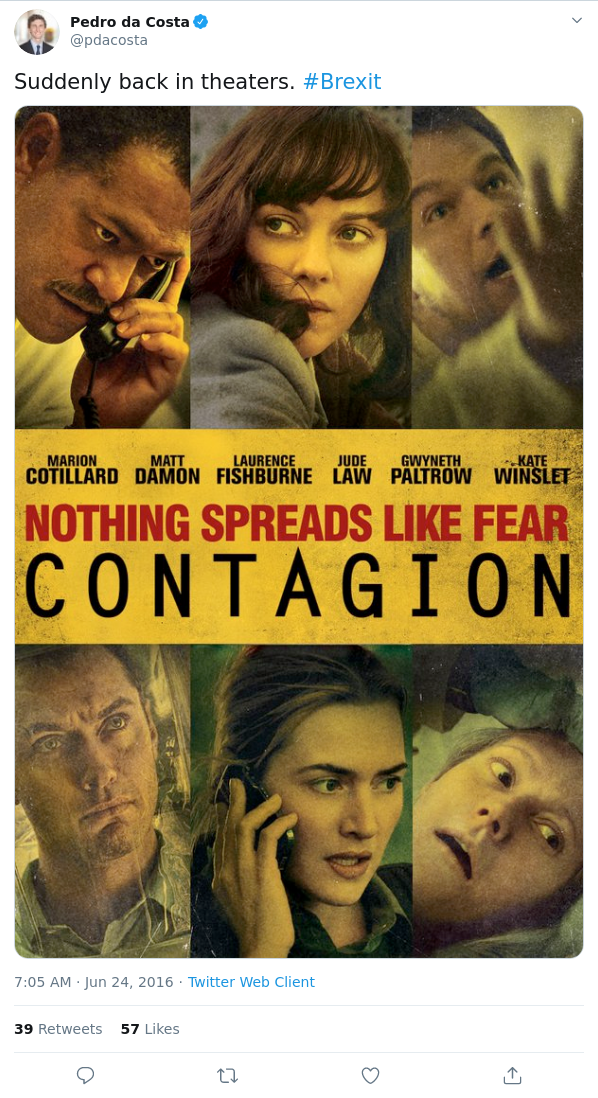 Pedro da Costa
@pdacosta
Suddenly back in theaters. #Brexit
MARION COTILLARD MATT DAMON LAURENCE FISHBURNE JUDE LAW GWYNETH PALTROW KATE WINSLET
NOTHING SPREADS LIKE FEAR
CONTAGION
7:05 AM · Jun 24, 2016 · Twitter Web Client
39 Retweets 57 Likes